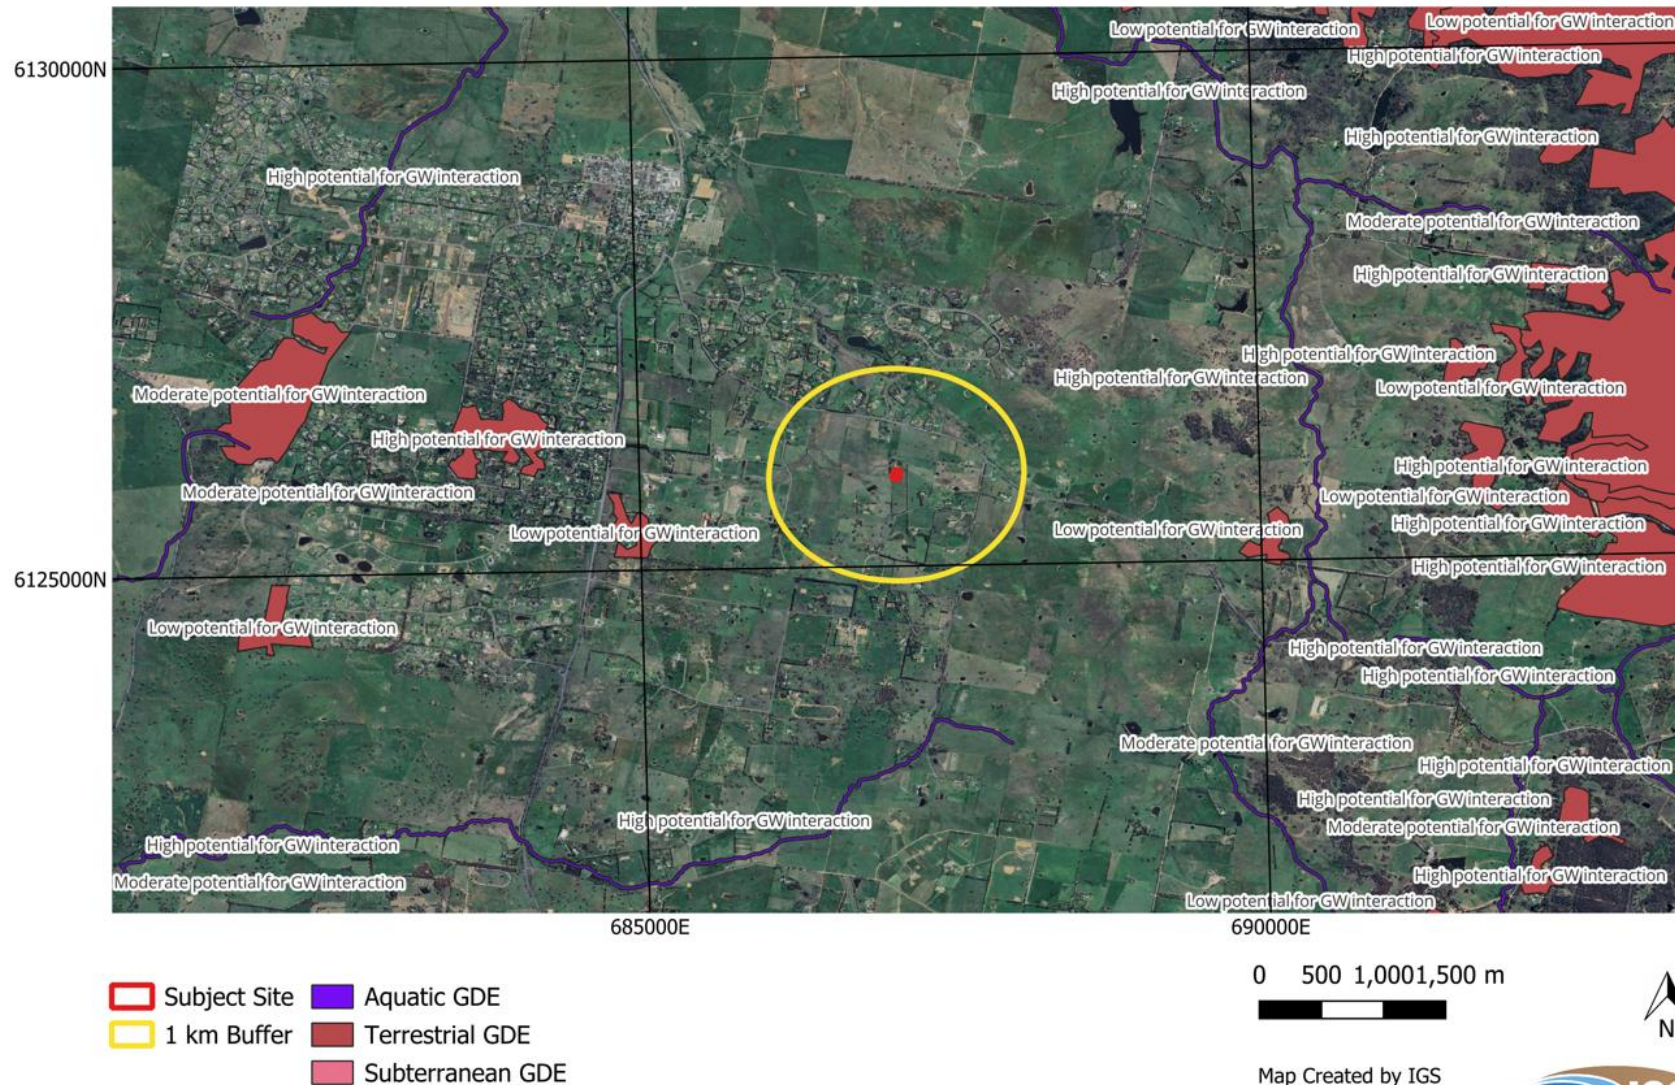 Low potential for GW interaction
Low potential for GW interaction
High potential for GW interaction
6130000N
High potential for GW interaction
High potential for GW interaction
High potential for GW interaction
Moderate potential for GW interaction
High potential for GW interaction
High potential for GW interaction
High potential for GW interaction
Low potential for GW interaction
Moderate potential for GW interaction
High potential for GW interaction
High potential for GW interaction
Moderate potential for GW interaction
Low potential for GW interaction
High potential for GW interaction
Low potential for GW interaction
Low potential for GW interaction
High potential for GW interaction
6125000N
Low potential for GW interaction
High potential for GW interaction
High potential for GW interaction
Moderate potential for GW interaction
High potential for GW interaction
High potential for GW interaction
High potential for GW interaction
Moderate potential for GW interaction
High potential for GW interaction
Moderate potential for GW interaction
High potential for GW interaction
Low potential for GW interaction
685000E
690000E
Subject Site
1 km Buffer
Aquatic GDE
Terrestrial GDE
Subterranean GDE
0 500 1,000 1,500 m
N
Map Created by IGS